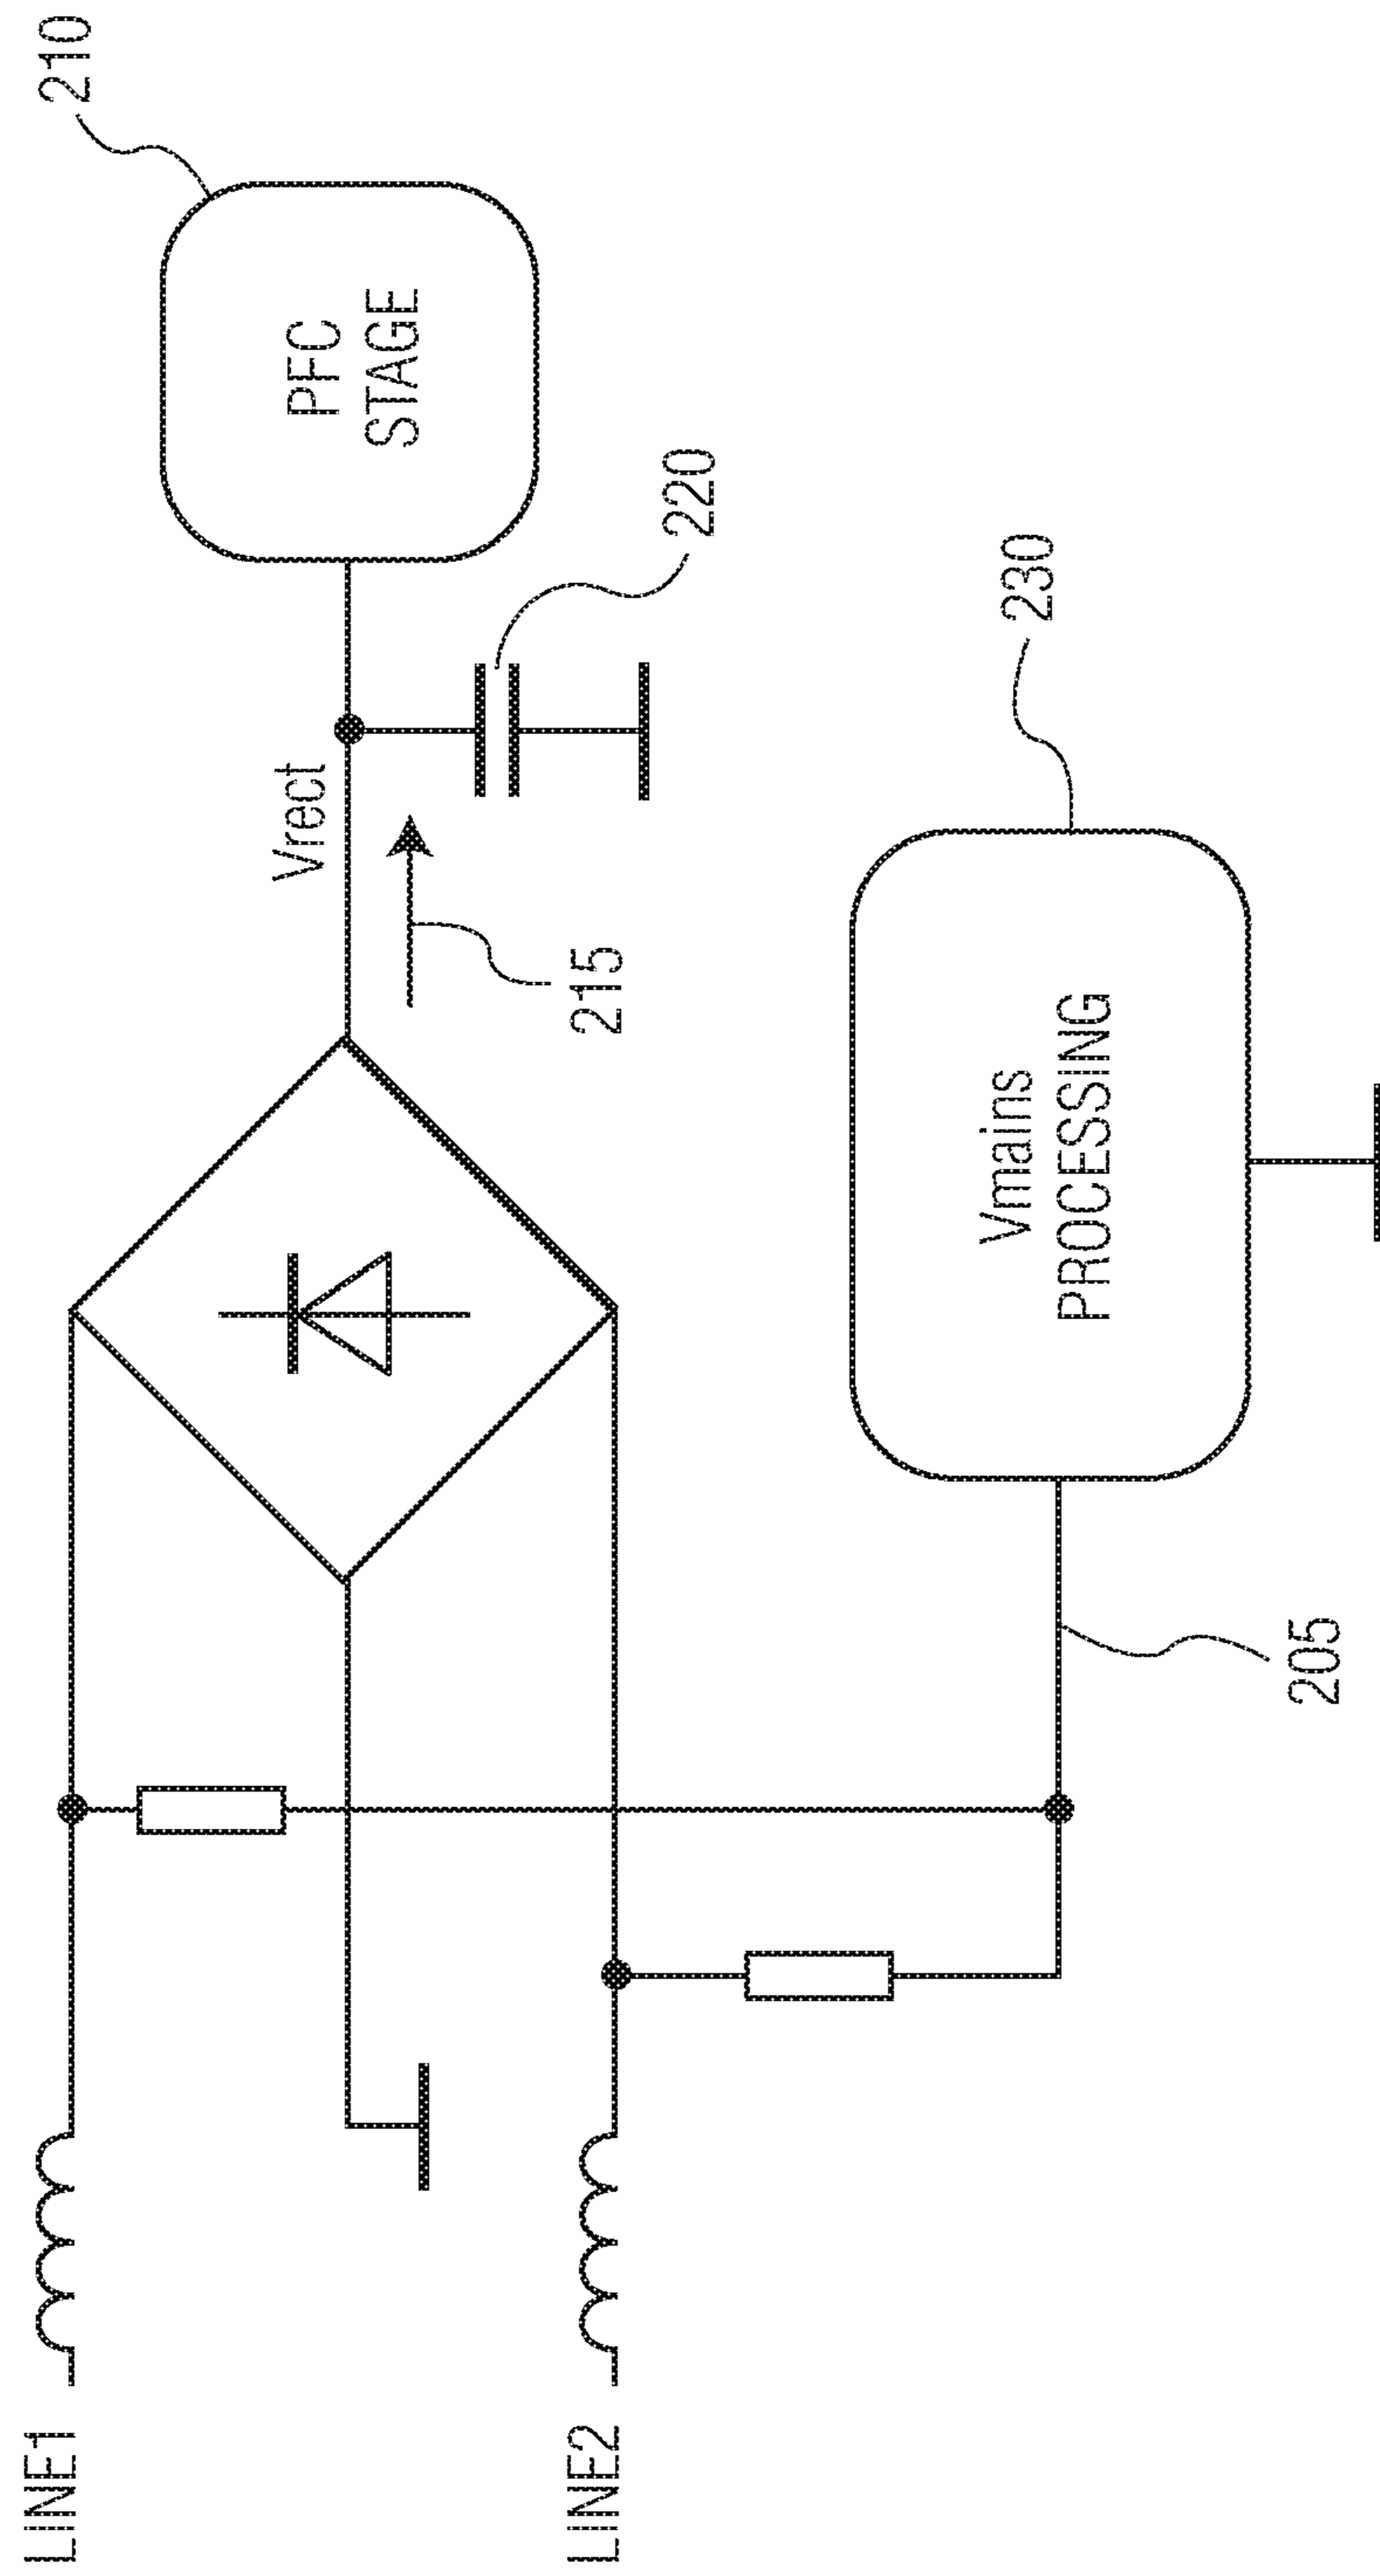 LINE1
LINE2
Vrect
215
220
PFC
STAGE
210
205
Vmains
PROCESSING
230